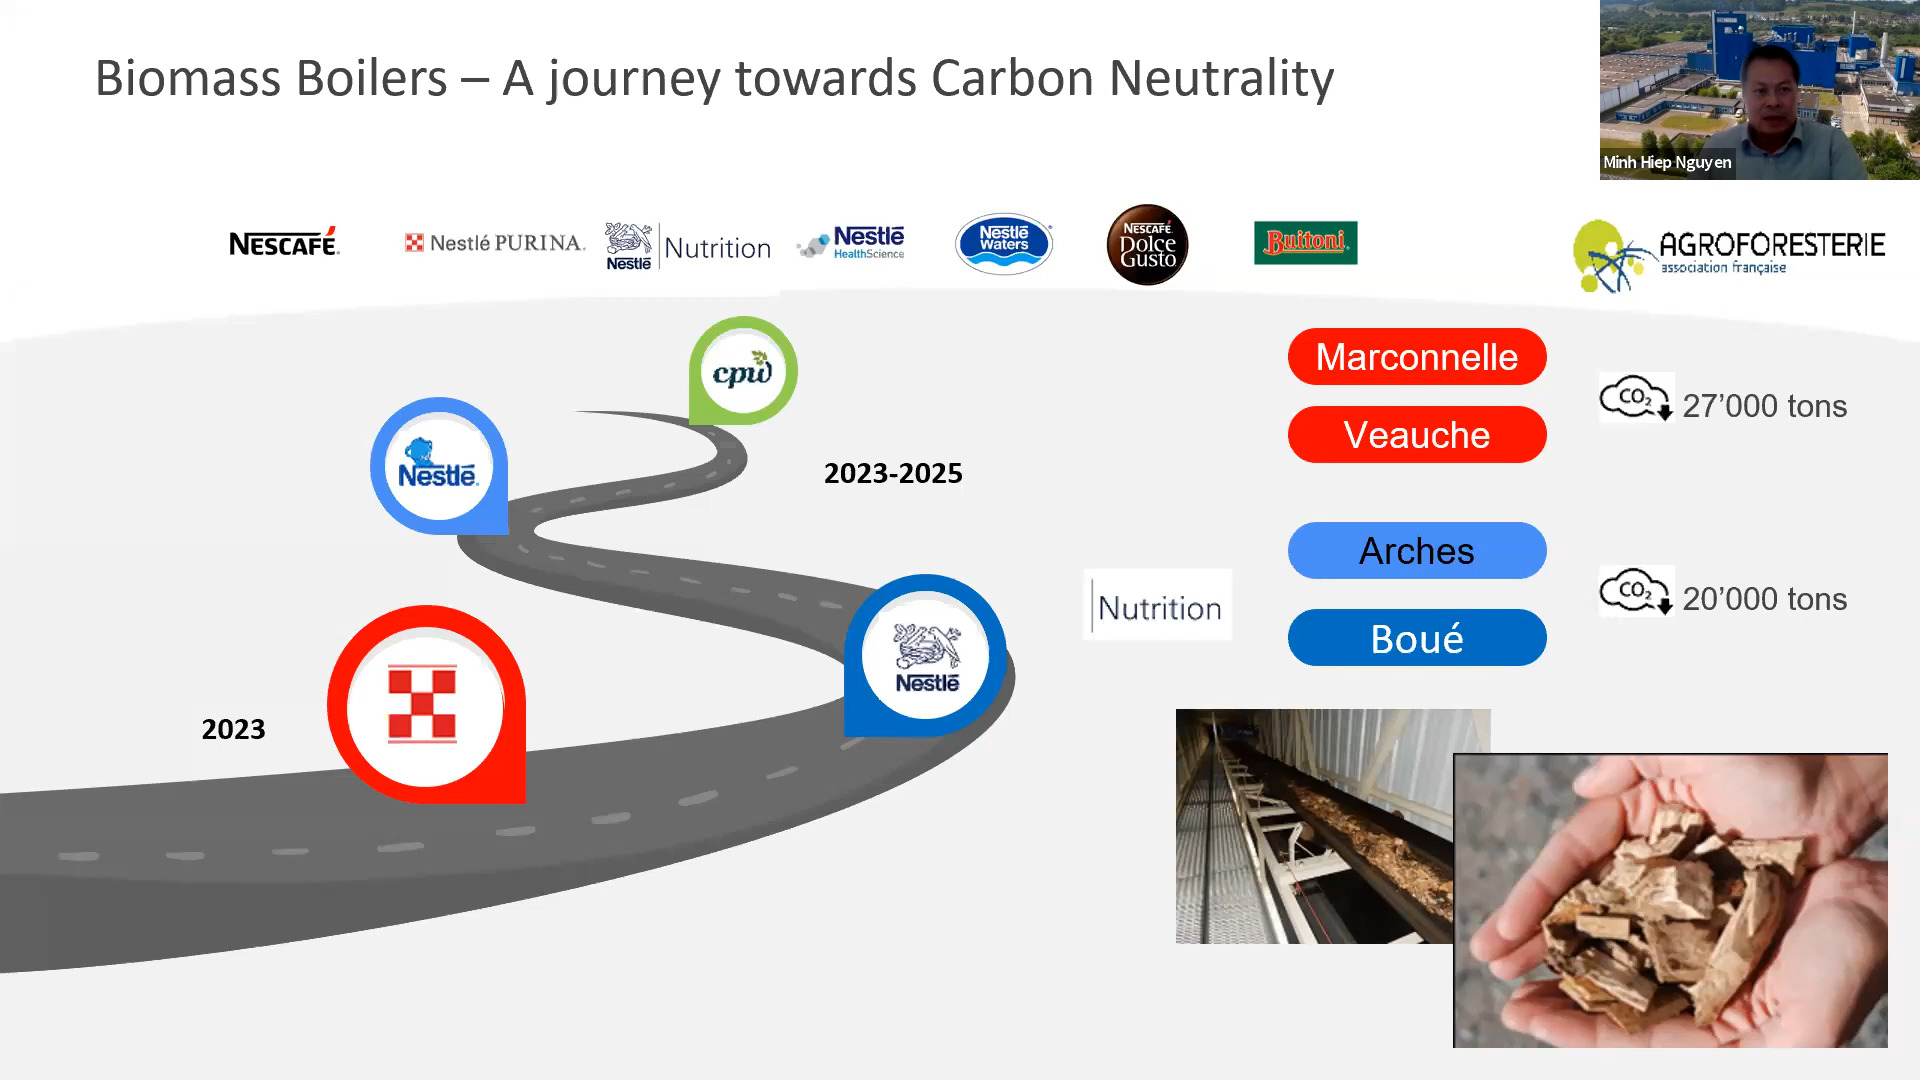 Biomass Boilers – A journey towards Carbon Neutrality
Minh Hiep Nguyen
NESCAFÉ
Nestlé PURINA
Nestlé Nutrition
Nestlé HealthScience
Nestlé Waters
NESCAFÉ Dolce Gusto
Buitoni
AGROFORESTERIE
association française
cpw
Marconnelle
27’000 tons
CO2
Veauche
Nestlé
2023-2025
Arches
CO2
20’000 tons
Nutrition
Boué
Nestlé
2023